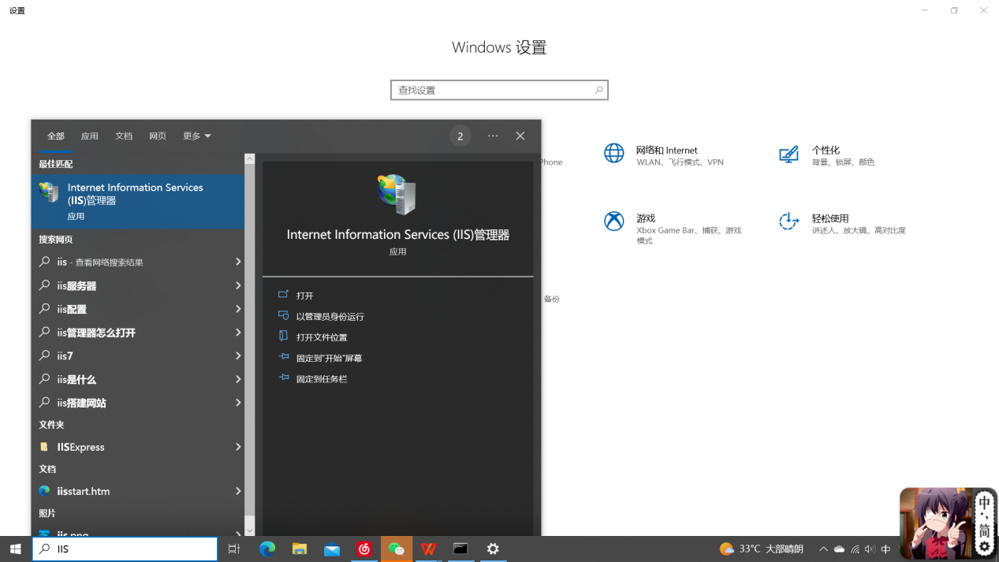 设置
Windows 设置
查找设置
全部 应用 文档 网页 更多 2 ···
最佳匹配
Internet Information Services
(IIS)管理器
应用
搜索网页
iis - 查看网络搜索结果
iis服务器
iis配置
iis管理器怎么打开
iis7
iis是什么
iis搭建网站
文件夹
IISExpress
文档
iisstart.htm
照片
iis.png
Internet Information Services (IIS)管理器
应用
打开
以管理员身份运行
打开文件位置
固定到"开始"屏幕
固定到任务栏
Phone
网络和 Internet
WLAN、飞行模式、VPN
个性化
背景、锁屏、颜色
游戏
Xbox Game Bar、捕获、游戏
模式
轻松使用
讲述人、放大镜、高对比度
备份
中
简
IIS
33°C 大部晴朗
中